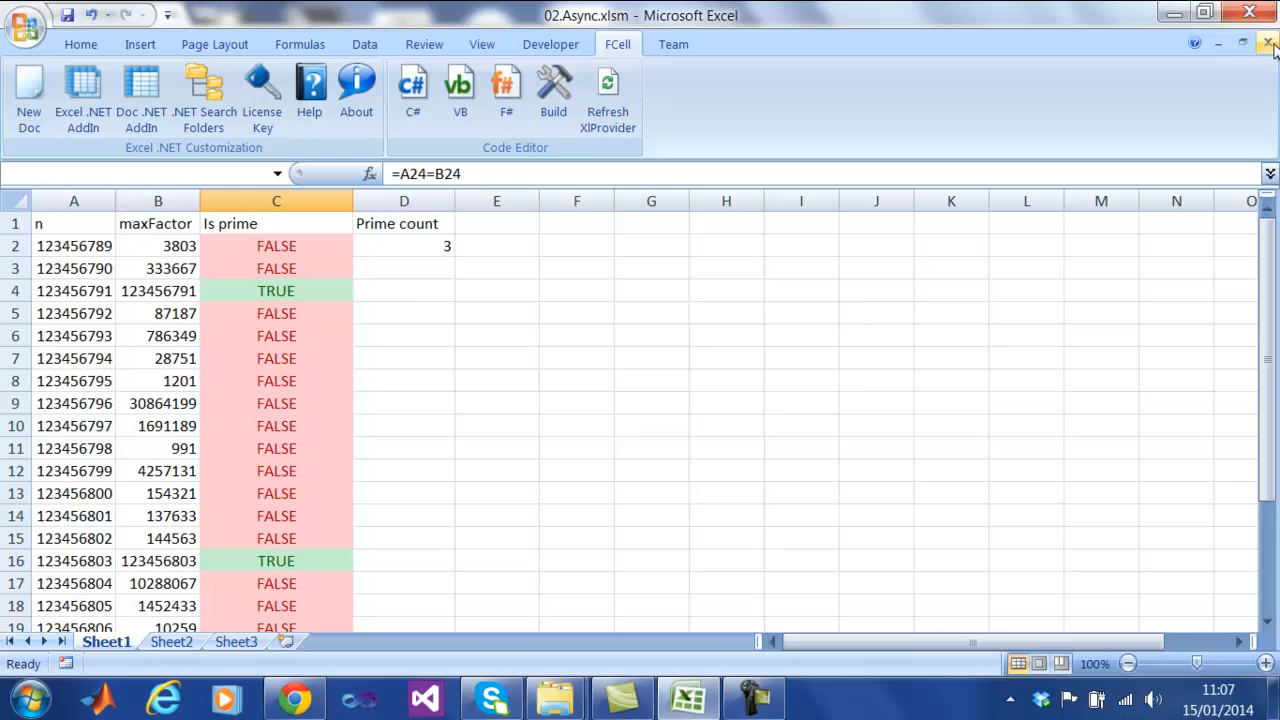 02.Async.xlsm - Microsoft Excel
Home Insert Page Layout Formulas Data Review View Developer FCell Team
New Doc
Excel .NET AddIn
Doc .NET AddIn
.NET Search Folders
License Key
Help
About
C#
VB
F#
Build
Refresh XlProvider
Excel .NET Customization
Code Editor
fx =A24=B24
A B C D E F G H I J K L M N O
1 n maxFactor Is prime Prime count
2 123456789 3803 FALSE 3
3 123456790 333667 FALSE
4 123456791 123456791 TRUE
5 123456792 87187 FALSE
6 123456793 786349 FALSE
7 123456794 28751 FALSE
8 123456795 1201 FALSE
9 123456796 30864199 FALSE
10 123456797 1691189 FALSE
11 123456798 991 FALSE
12 123456799 4257131 FALSE
13 123456800 154321 FALSE
14 123456801 137633 FALSE
15 123456802 144563 FALSE
16 123456803 123456803 TRUE
17 123456804 10288067 FALSE
18 123456805 1452433 FALSE
19 123456806 10259 FALSE
Sheet1 Sheet2 Sheet3
Ready 100%
11:07
15/01/2014